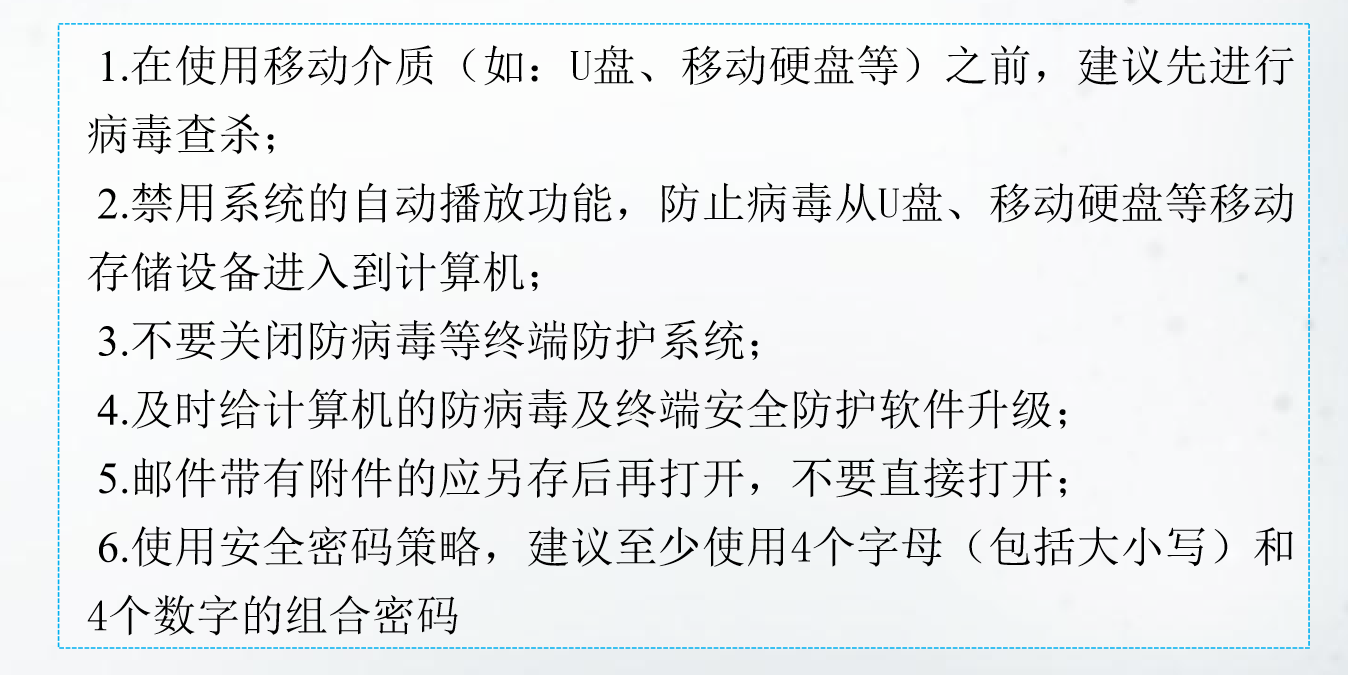 1.在使用移动介质（如：U盘、移动硬盘等）之前，建议先进行
病毒查杀；
2.禁用系统的自动播放功能，防止病毒从U盘、移动硬盘等移动
存储设备进入到计算机；
3.不要关闭防病毒等终端防护系统；
4.及时给计算机的防病毒及终端安全防护软件升级；
5.邮件带有附件的应另存后再打开，不要直接打开；
6.使用安全密码策略，建议至少使用4个字母（包括大小写）和
4个数字的组合密码